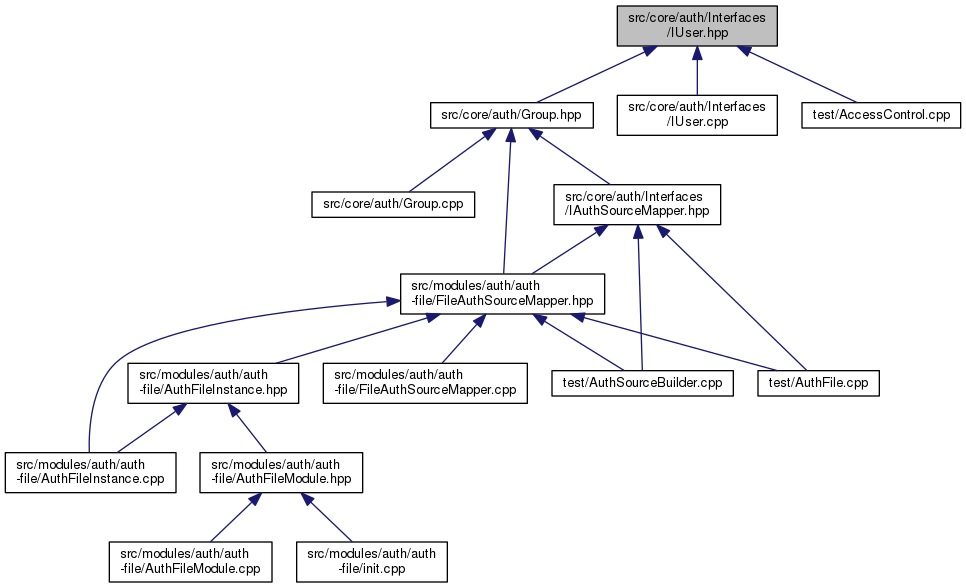 src/core/auth/Interfaces
/IUser.hpp
src/core/auth/Group.hpp
src/core/auth/Interfaces
/IUser.cpp
test/AccessControl.cpp
src/core/auth/Group.cpp
src/core/auth/Interfaces
/IAuthSourceMapper.hpp
src/modules/auth/auth
-file/FileAuthSourceMapper.hpp
src/modules/auth/auth
-file/AuthFileInstance.hpp
src/modules/auth/auth
-file/FileAuthSourceMapper.cpp
test/AuthSourceBuilder.cpp
test/AuthFile.cpp
src/modules/auth/auth
-file/AuthFileInstance.cpp
src/modules/auth/auth
-file/AuthFileModule.hpp
src/modules/auth/auth
-file/AuthFileModule.cpp
src/modules/auth/auth
-file/init.cpp